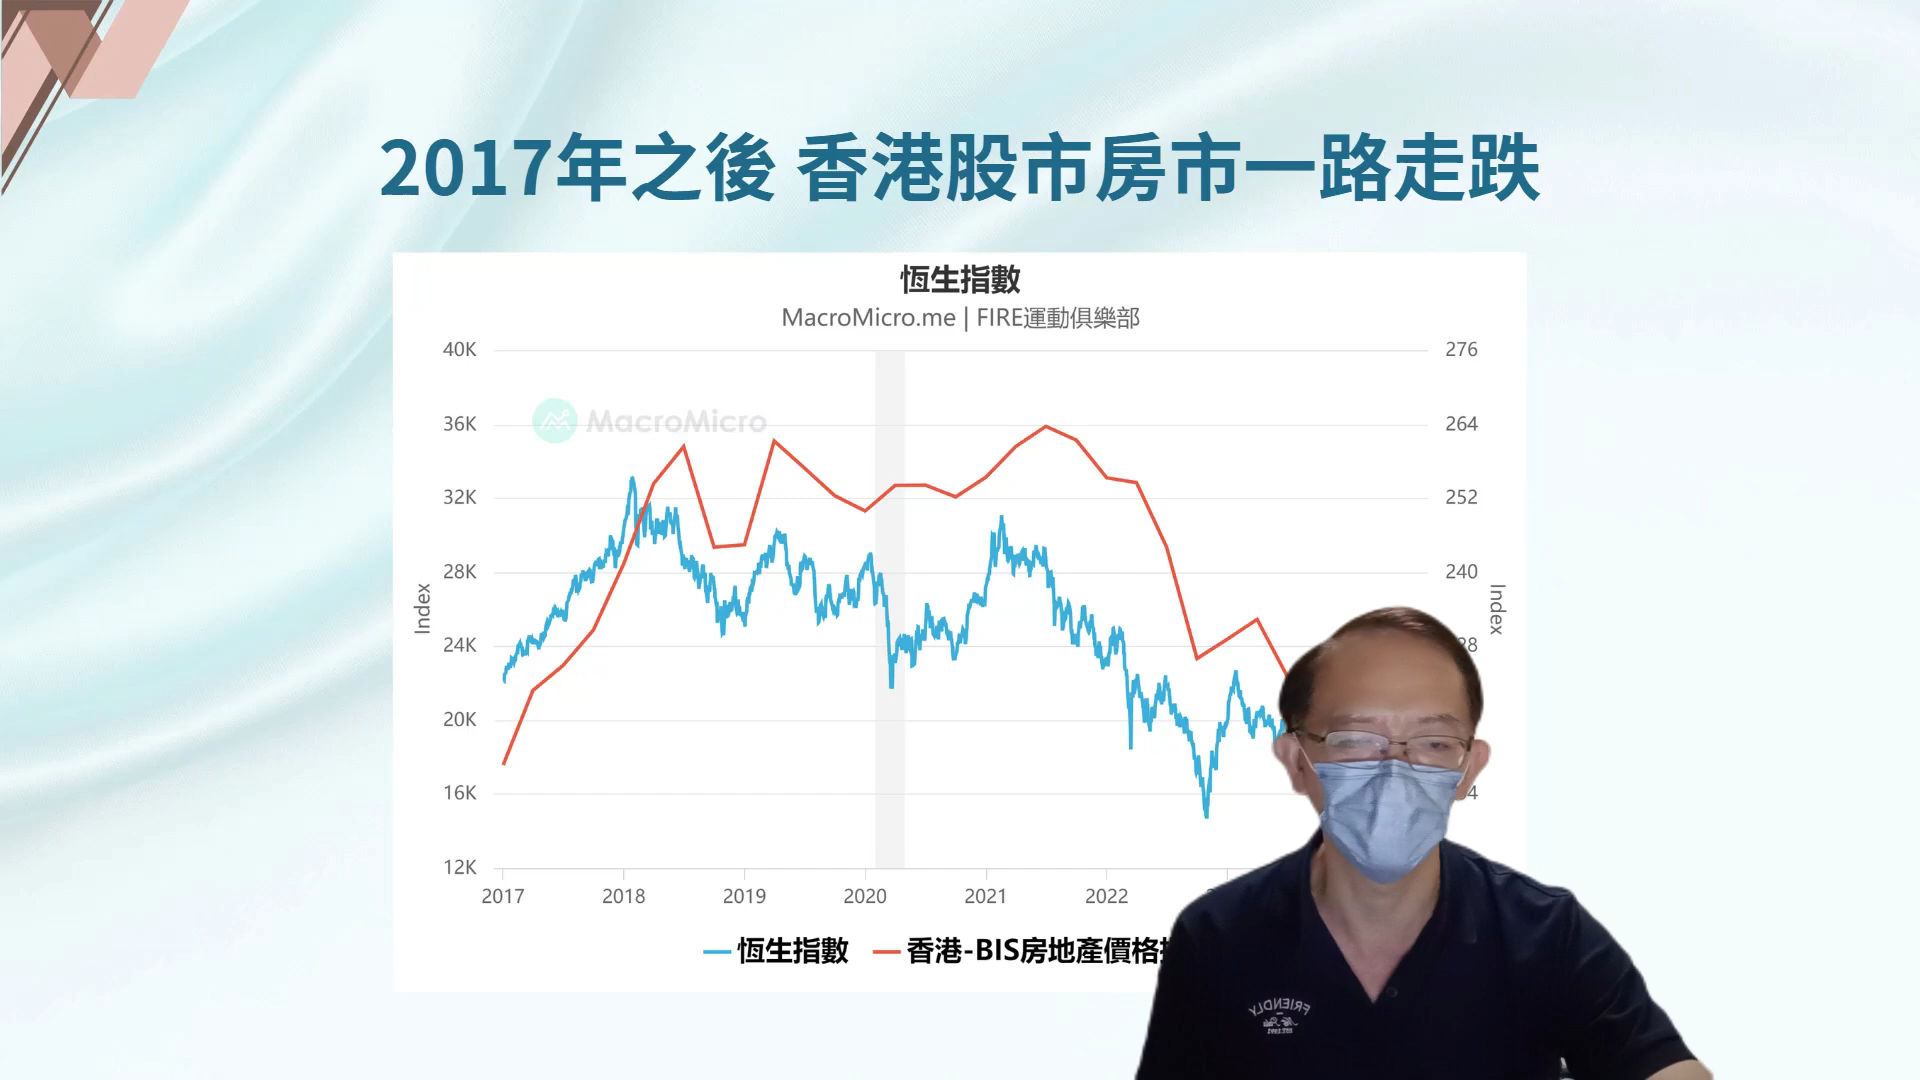 2017年之後 香港股市房市一路走跌
恆生指數
MacroMicro.me | FIRE運動俱樂部
40K
276
MacroMicro
36K
264
32K
252
28K
240
Index
Index
24K
20K
16K
12K
2017 2018 2019 2020 2021 2022
恆生指數 香港-BIS房地產價格
FRIENDLY